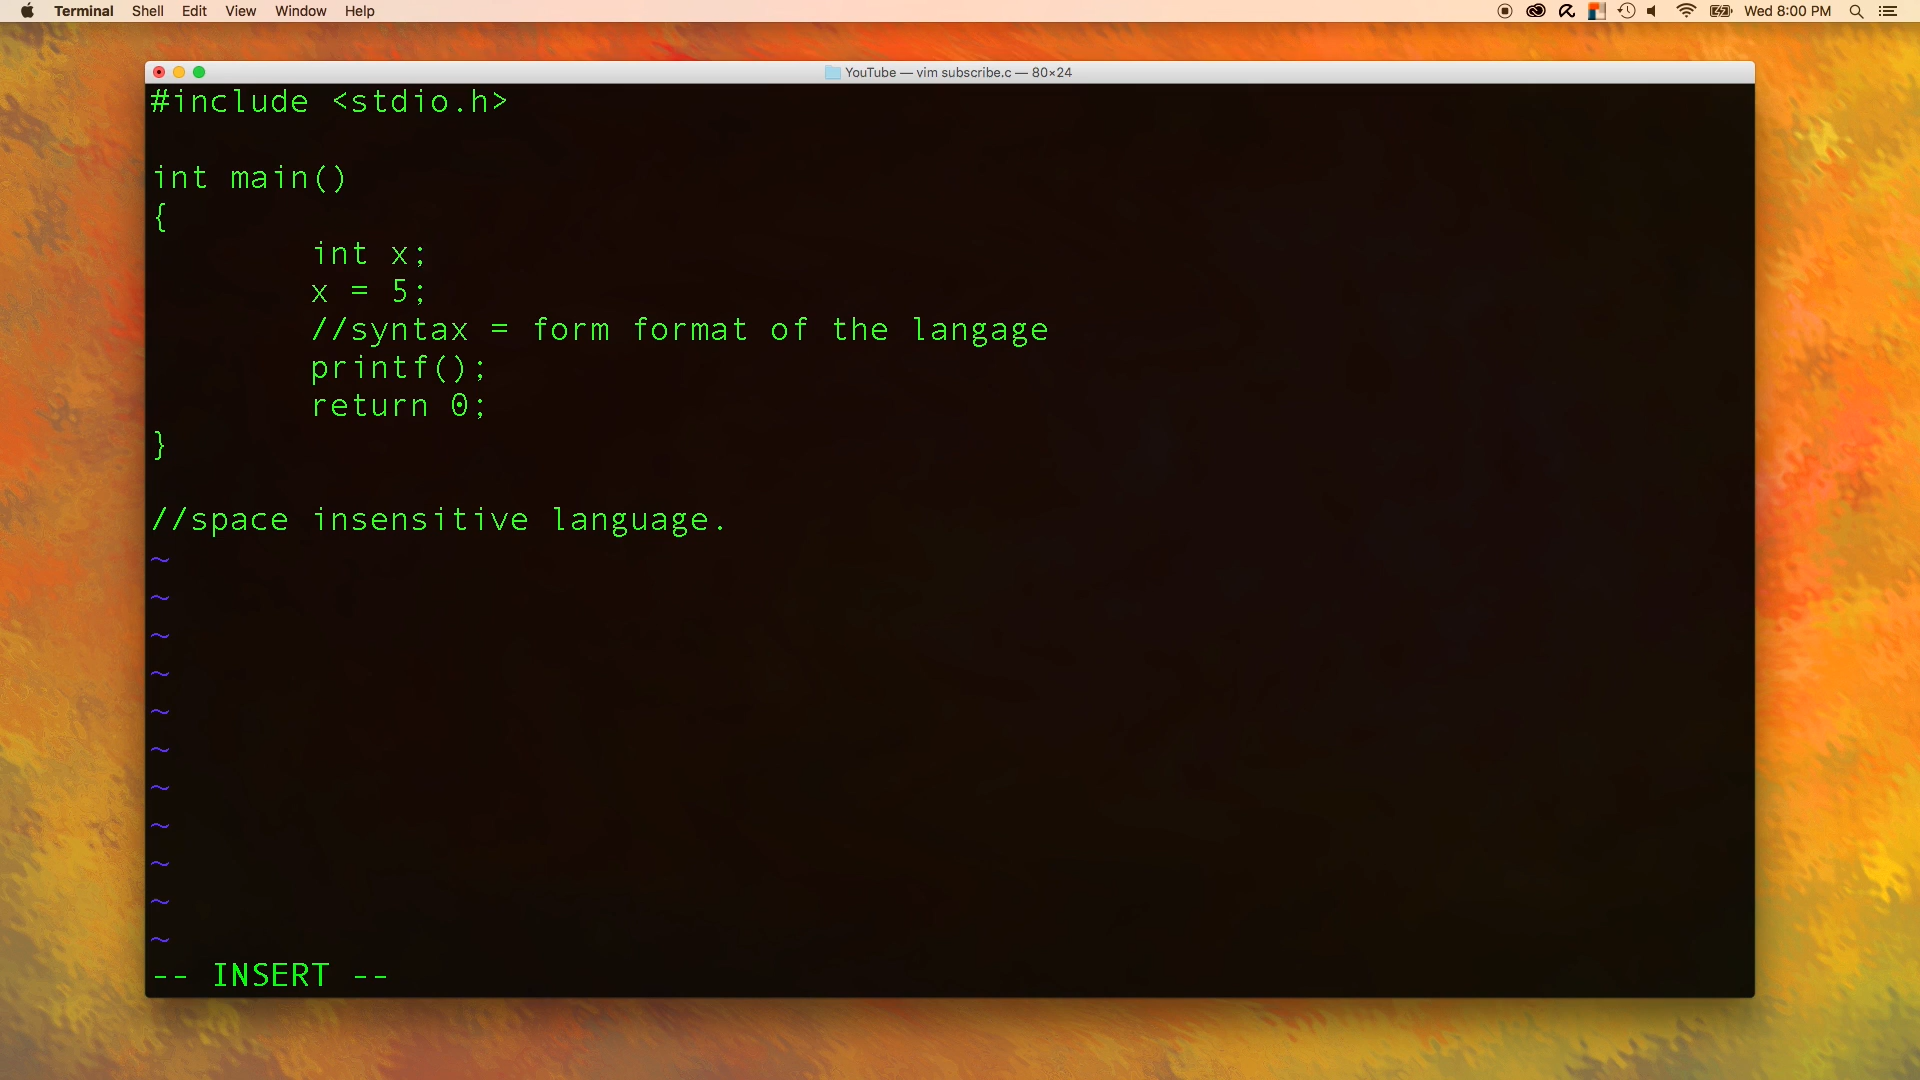 Terminal Shell Edit View Window Help Wed 8:00 PM
YouTube — vim subscribe.c — 80×24
#include <stdio.h>
int main()
{
int x;
x = 5;
//syntax = form format of the langage
printf();
return 0;
}
//space insensitive language.
~
~
~
~
~
~
~
~
~
~
~
-- INSERT --